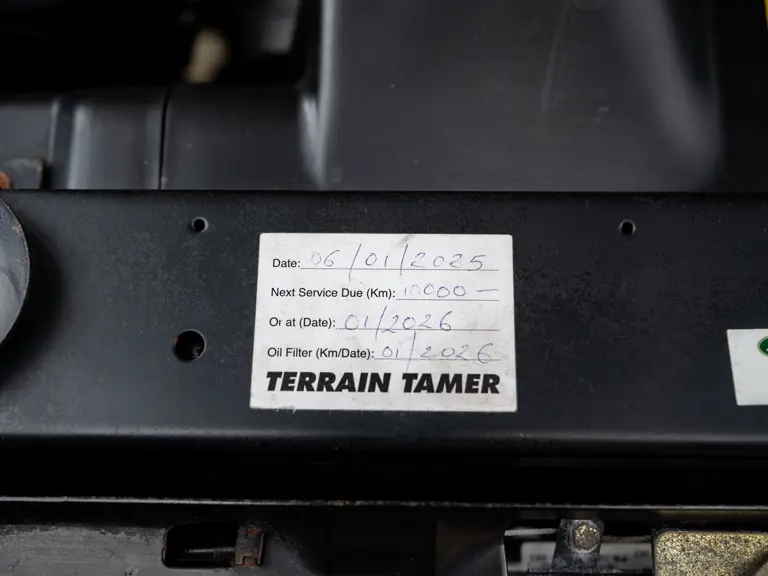 Date: 06/01/2025
Next Service Due (Km): 10000 —
Or at (Date): 01/2026
Oil Filter (Km/Date): 01/2026
TERRAIN TAMER